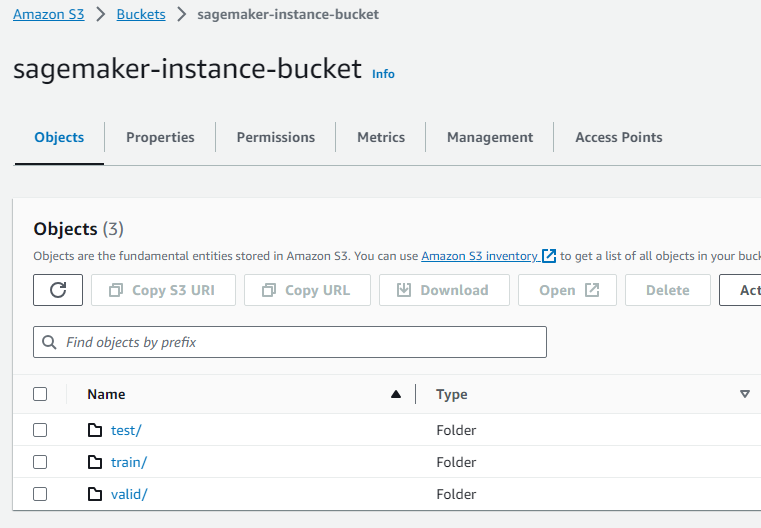 Amazon S3 > Buckets > sagemaker-instance-bucket
sagemaker-instance-bucket Info
Objects Properties Permissions Metrics Management Access Points
Objects (3)
Objects are the fundamental entities stored in Amazon S3. You can use Amazon S3 inventory to get a list of all objects in your
Copy S3 URI Copy URL Download Open Delete
Find objects by prefix
Name Type
test/ Folder
train/ Folder
valid/ Folder